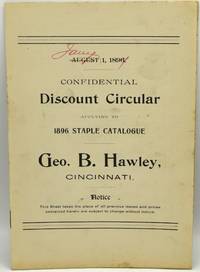 AUGUST 1, 1896.
CONFIDENTIAL
Discount Circular
APPLYING TO
1896 STAPLE CATALOGUE
Geo. B. Hawley,
CINCINNATI.
Notice
This Sheet takes the place of all previous issues and prices
contained herein are subject to change without notice.